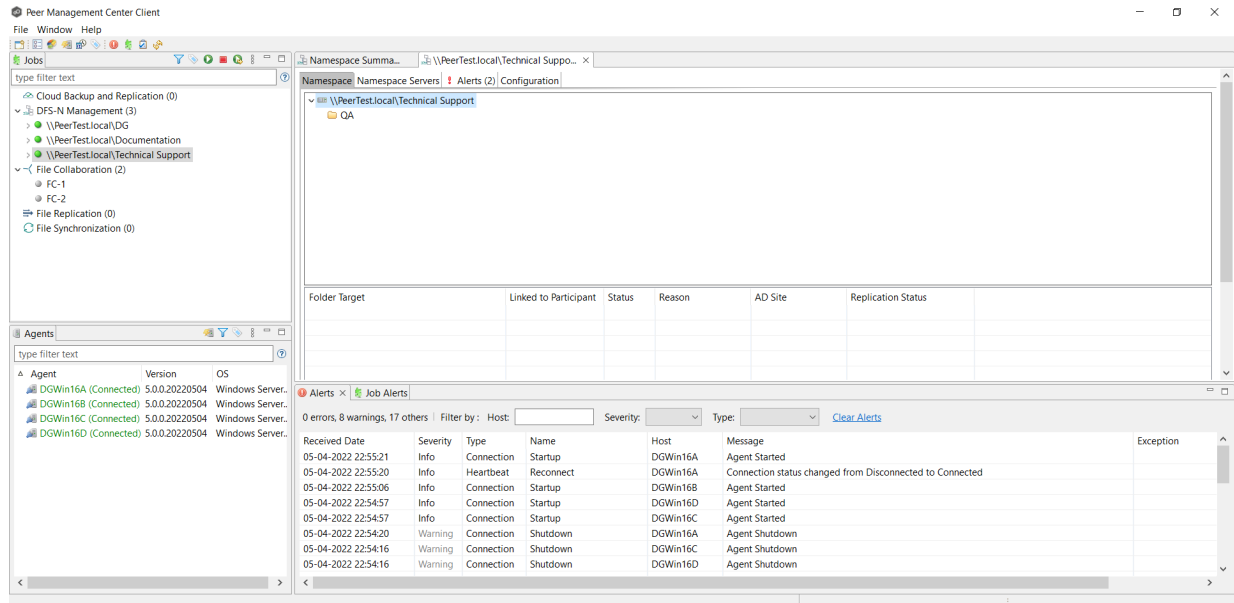 Peer Management Center Client
File Window Help
Jobs
type filter text
Cloud Backup and Replication (0)
DFS-N Management (3)
\\PeerTest.local\DG
\\PeerTest.local\Documentation
\\PeerTest.local\Technical Support
File Collaboration (2)
FC-1
FC-2
File Replication (0)
File Synchronization (0)
Agents
type filter text
Agent Version OS
DGWin16A (Connected) 5.0.0.20220504 Windows Server..
DGWin16B (Connected) 5.0.0.20220504 Windows Server..
DGWin16C (Connected) 5.0.0.20220504 Windows Server..
DGWin16D (Connected) 5.0.0.20220504 Windows Server..
Namespace Summa... \\PeerTest.local\Technical Suppo...
Namespace Namespace Servers Alerts (2) Configuration
\\PeerTest.local\Technical Support
QA
Folder Target Linked to Participant Status Reason AD Site Replication Status
Alerts Job Alerts
0 errors, 8 warnings, 17 others Filter by : Host: Severity: Type: Clear Alerts
Received Date Severity Type Name Host Message Exception
05-04-2022 22:55:21 Info Connection Startup DGWin16A Agent Started
05-04-2022 22:55:20 Info Heartbeat Reconnect DGWin16A Connection status changed from Disconnected to Connected
05-04-2022 22:55:06 Info Connection Startup DGWin16B Agent Started
05-04-2022 22:54:57 Info Connection Startup DGWin16D Agent Started
05-04-2022 22:54:57 Info Connection Startup DGWin16C Agent Started
05-04-2022 22:54:20 Warning Connection Shutdown DGWin16A Agent Shutdown
05-04-2022 22:54:16 Warning Connection Shutdown DGWin16C Agent Shutdown
05-04-2022 22:54:16 Warning Connection Shutdown DGWin16D Agent Shutdown